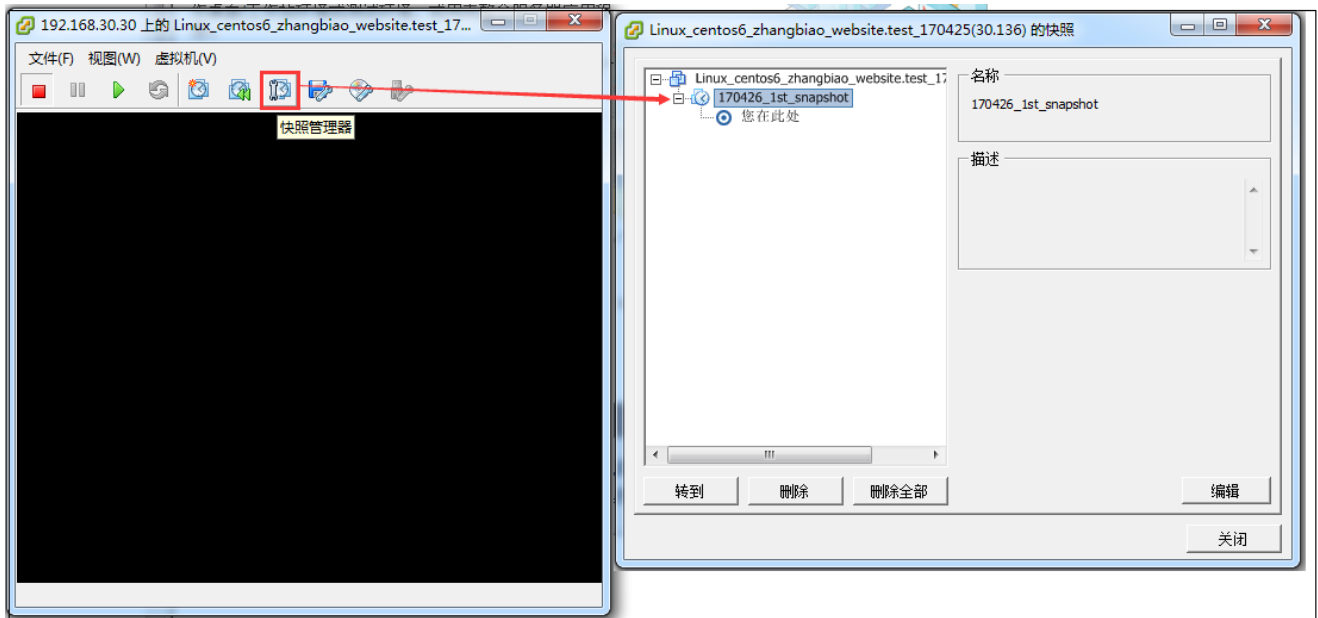 192.168.30.30 上的 Linux_centos6_zhangbiao_website.test_17...
文件(F) 视图(W) 虚拟机(V)
快照管理器
Linux_centos6_zhangbiao_website.test_170425(30.136) 的快照
Linux_centos6_zhangbiao_website.test_17
170426_1st_snapshot
您在此处
名称
170426_1st_snapshot
描述
转到 删除 删除全部 编辑
关闭